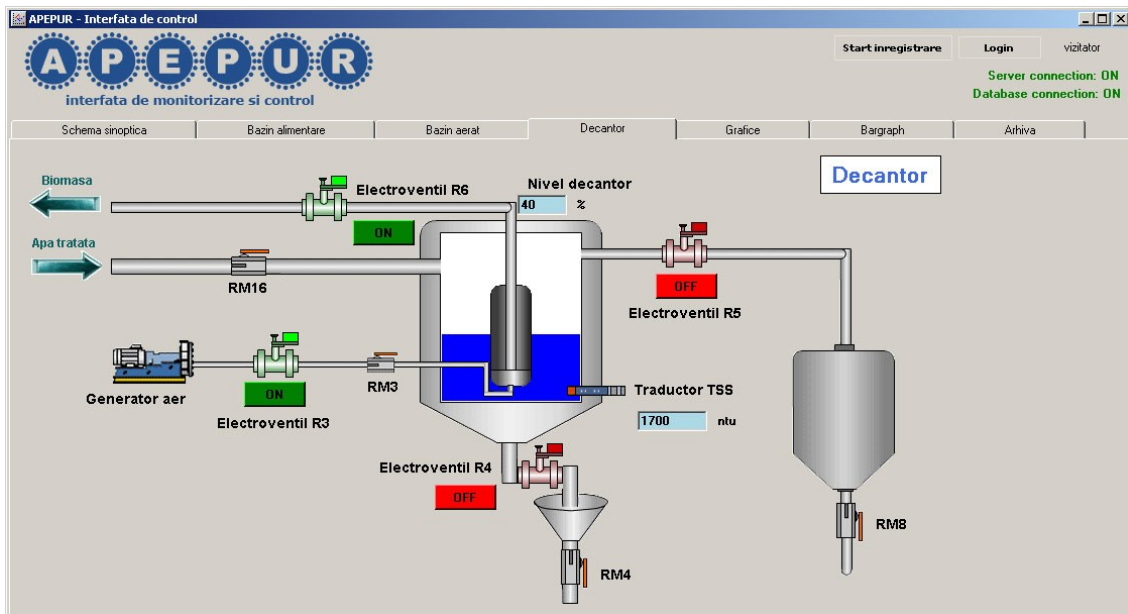 APEPUR - Interfata de control
APEPUR
interfata de monitorizare si control
Start inregistrare
Login
vizitator
Server connection: ON
Database connection: ON
Schema sinoptica
Bazin alimentare
Bazin aerat
Decantor
Grafice
Bargraph
Arhiva
Decantor
Biomasa
Electroventil R6
Nivel decantor
40 %
ON
Apa tratata
RM16
OFF
Electroventil R5
Generator aer
ON
Electroventil R3
RM3
Traductor TSS
1700 ntu
Electroventil R4
OFF
RM4
RM8